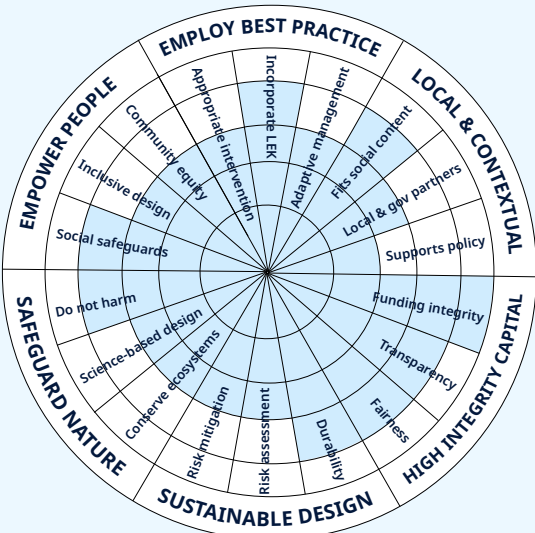 EMPLOY BEST PRACTICE
LOCAL & CONTEXTUAL
HIGH INTEGRITY CAPITAL
SUSTAINABLE DESIGN
SAFEGUARD NATURE
EMPOWER PEOPLE
Appropriate intervention
Incorporate LEK
Adaptive management
Fits social context
Local & gov partners
Supports policy
Funding integrity
Transparency
Fairness
Durability
Risk assessment
Risk mitigation
Conserve ecosystems
Science-based design
Do not harm
Social safeguards
Inclusive design
Community equity